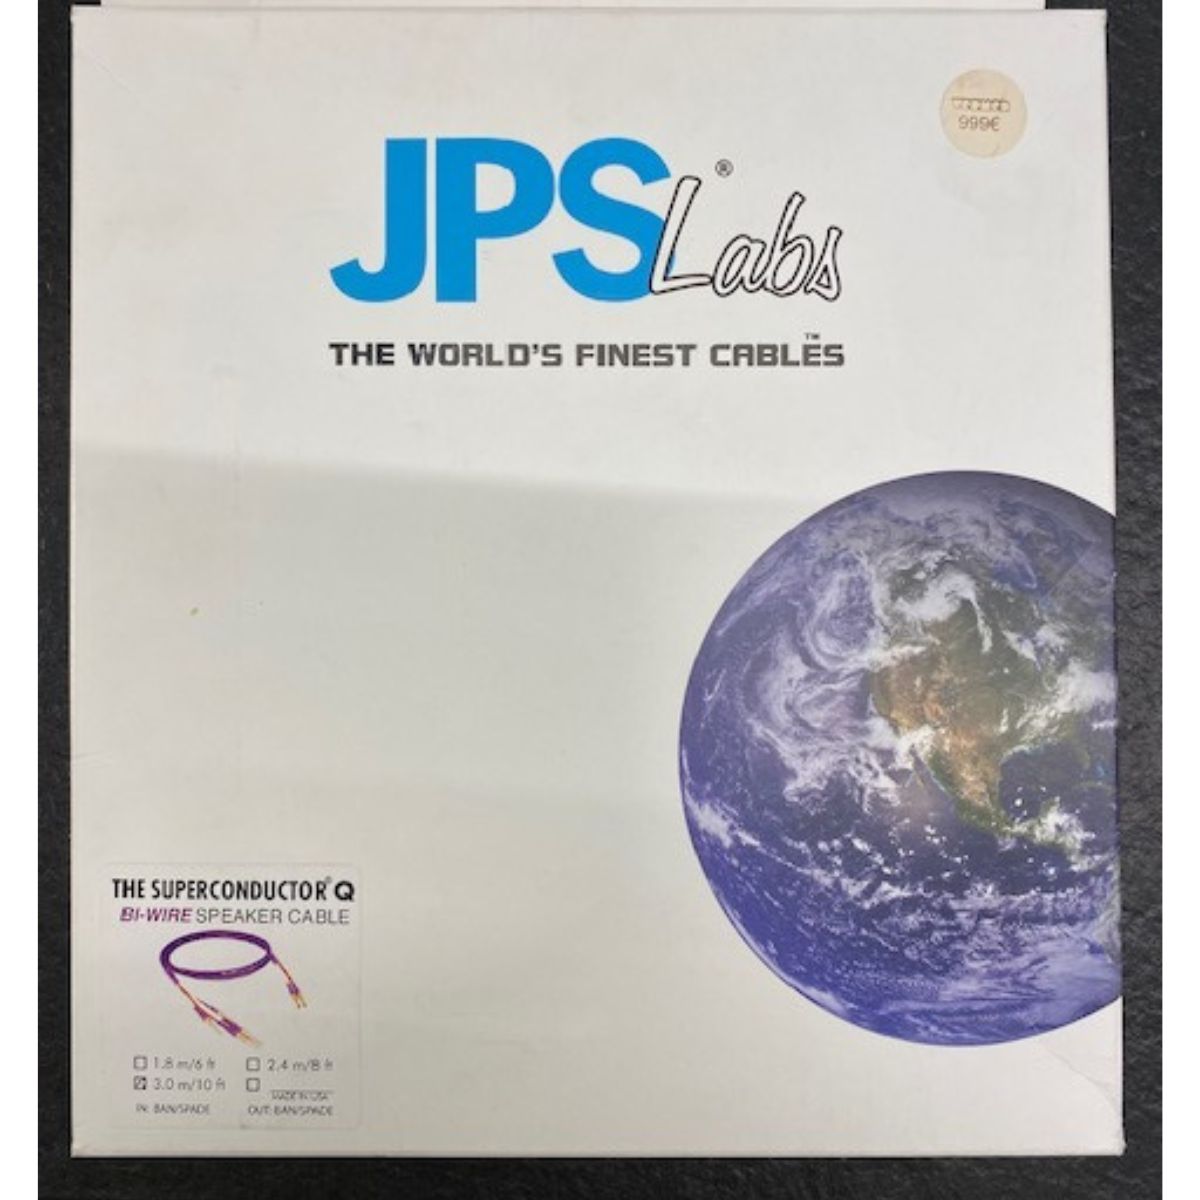 999€
JPS Labs®
THE WORLD'S FINEST CABLES™
THE SUPERCONDUCTOR® Q
BI-WIRE SPEAKER CABLE
1.8 m/6 ft 2.4 m/8 ft
3.0 m/10 ft
MADE IN USA
IN: BAN/SPADE OUT: BAN/SPADE